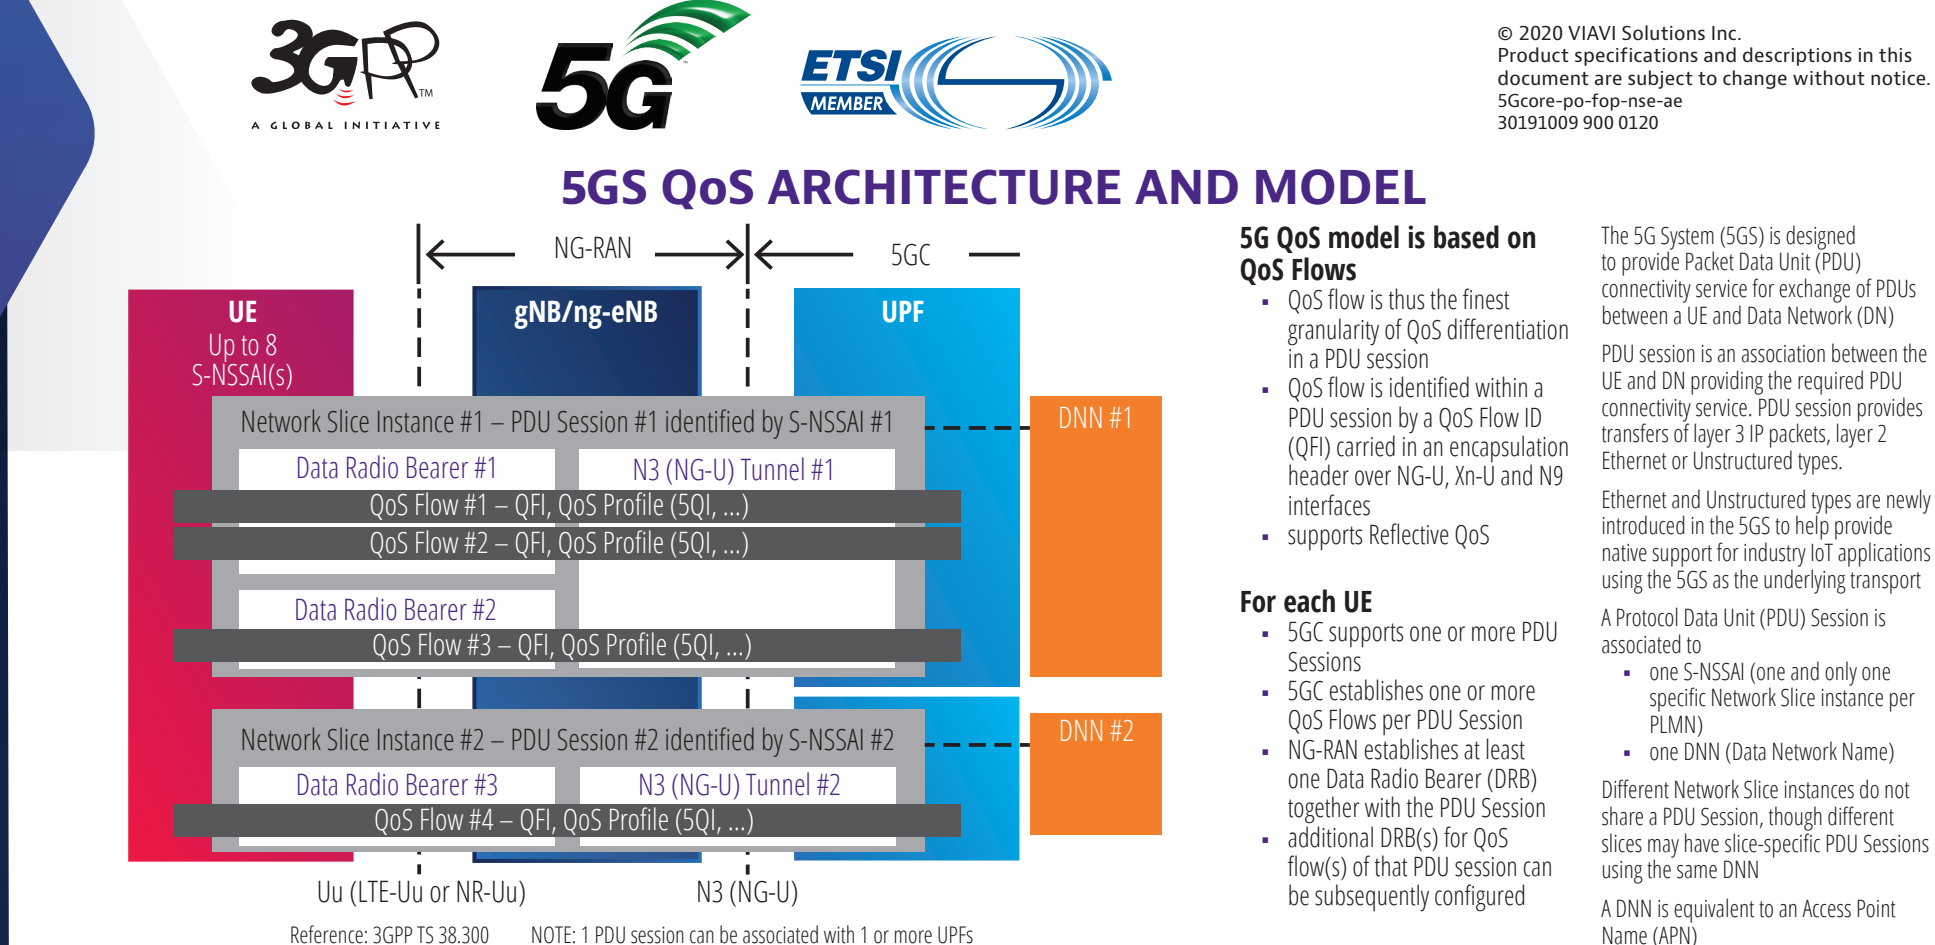 3GPP
TM
A GLOBAL INITIATIVE
5G
™
ETSI
MEMBER
© 2020 VIAVI Solutions Inc.
Product specifications and descriptions in this
document are subject to change without notice.
5Gcore-po-fop-nse-ae
30191009 900 0120
5GS QoS ARCHITECTURE AND MODEL
NG-RAN
5GC
UE
Up to 8
S-NSSAI(s)
gNB/ng-eNB
UPF
Network Slice Instance #1 – PDU Session #1 identified by S-NSSAI #1
DNN #1
Data Radio Bearer #1
N3 (NG-U) Tunnel #1
QoS Flow #1 – QFI, QoS Profile (5QI, ...)
QoS Flow #2 – QFI, QoS Profile (5QI, ...)
Data Radio Bearer #2
QoS Flow #3 – QFI, QoS Profile (5QI, ...)
Network Slice Instance #2 – PDU Session #2 identified by S-NSSAI #2
DNN #2
Data Radio Bearer #3
N3 (NG-U) Tunnel #2
QoS Flow #4 – QFI, QoS Profile (5QI, ...)
Uu (LTE-Uu or NR-Uu)
N3 (NG-U)
Reference: 3GPP TS 38.300
NOTE: 1 PDU session can be associated with 1 or more UPFs
5G QoS model is based on
QoS Flows
▪ QoS flow is thus the finest
granularity of QoS differentiation
in a PDU session
▪ QoS flow is identified within a
PDU session by a QoS Flow ID
(QFI) carried in an encapsulation
header over NG-U, Xn-U and N9
interfaces
▪ supports Reflective QoS
For each UE
▪ 5GC supports one or more PDU
Sessions
▪ 5GC establishes one or more
QoS Flows per PDU Session
▪ NG-RAN establishes at least
one Data Radio Bearer (DRB)
together with the PDU Session
▪ additional DRB(s) for QoS
flow(s) of that PDU session can
be subsequently configured
The 5G System (5GS) is designed
to provide Packet Data Unit (PDU)
connectivity service for exchange of PDUs
between a UE and Data Network (DN)
PDU session is an association between the
UE and DN providing the required PDU
connectivity service. PDU session provides
transfers of layer 3 IP packets, layer 2
Ethernet or Unstructured types.
Ethernet and Unstructured types are newly
introduced in the 5GS to help provide
native support for industry IoT applications
using the 5GS as the underlying transport
A Protocol Data Unit (PDU) Session is
associated to
▪ one S-NSSAI (one and only one
specific Network Slice instance per
PLMN)
▪ one DNN (Data Network Name)
Different Network Slice instances do not
share a PDU Session, though different
slices may have slice-specific PDU Sessions
using the same DNN
A DNN is equivalent to an Access Point
Name (APN)